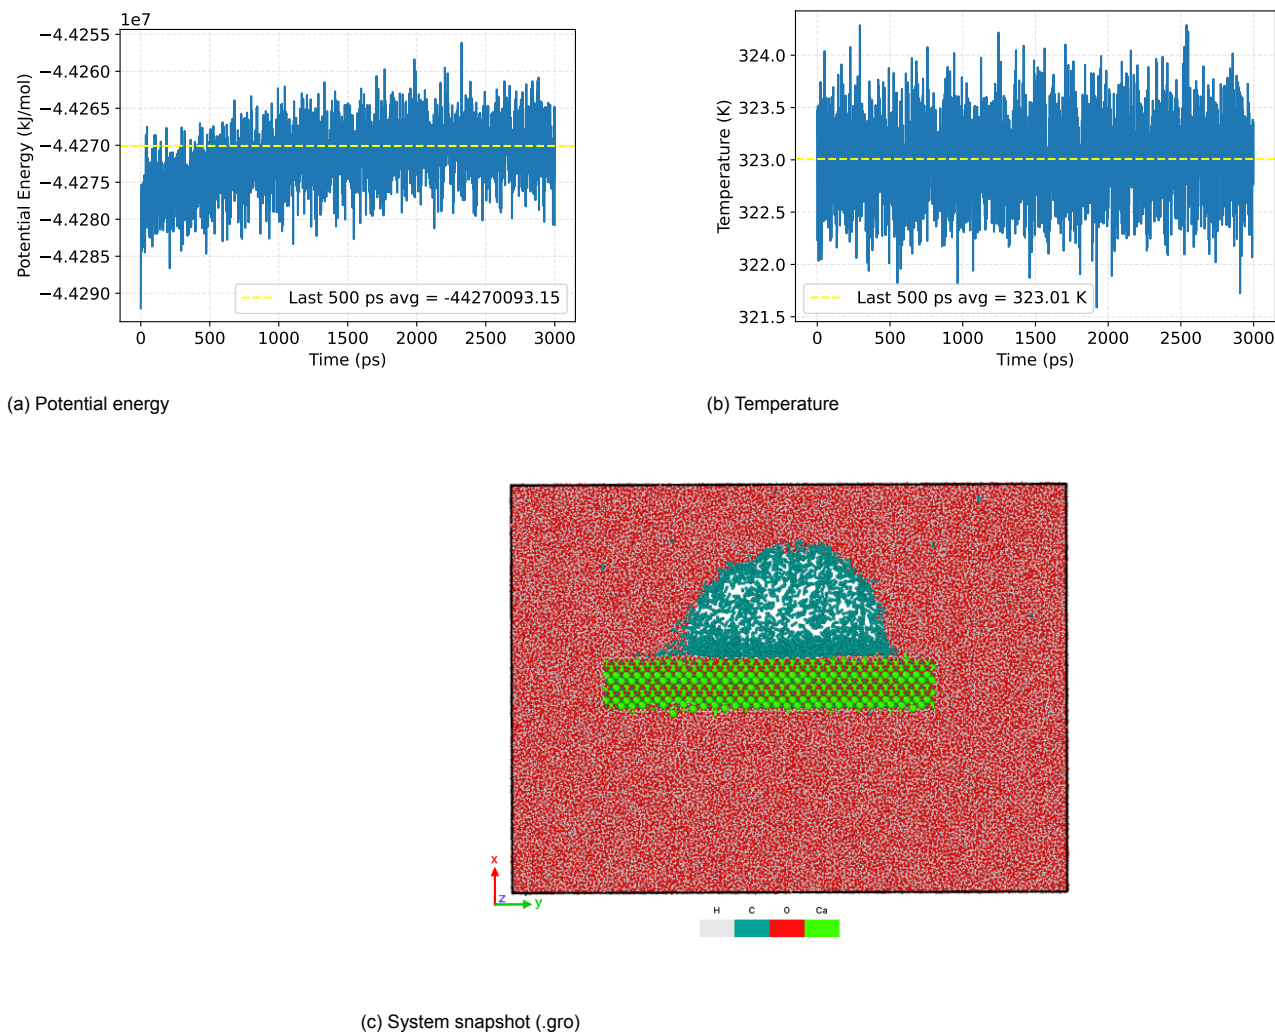 1e7
−4.4255
−4.4260
−4.4265
−4.4270
−4.4275
−4.4280
−4.4285
−4.4290
Potential Energy (kJ/mol)
Last 500 ps avg = -44270093.15
0 500 1000 1500 2000 2500 3000
Time (ps)
(a) Potential energy
324.0
323.5
323.0
322.5
322.0
321.5
Temperature (K)
Last 500 ps avg = 323.01 K
0 500 1000 1500 2000 2500 3000
Time (ps)
(b) Temperature
x
z y
H C O Ca
(c) System snapshot (.gro)